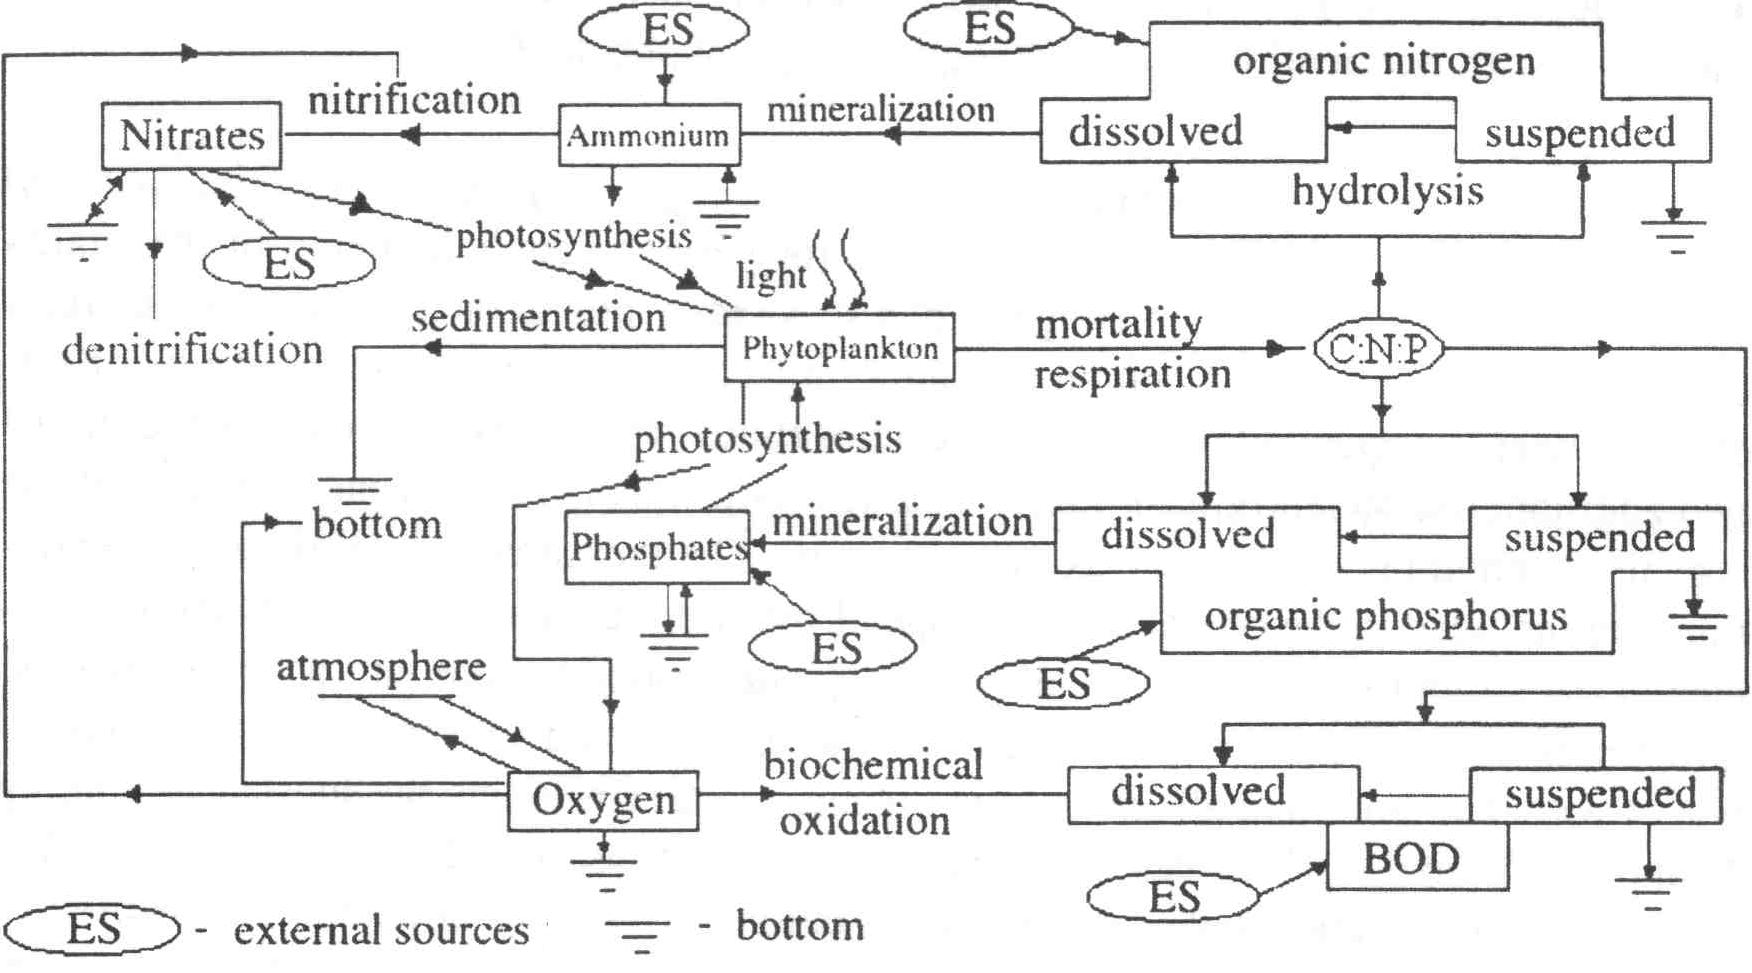 ES
ES
organic nitrogen
nitrification
mineralization
Nitrates
Ammonium
dissolved
suspended
hydrolysis
photosynthesis
ES
light
sedimentation
mortality
denitrification
Phytoplankton
C:N:P
respiration
photosynthesis
bottom
mineralization
dissolved
suspended
Phosphates
organic phosphorus
ES
atmosphere
ES
biochemical
dissolved
suspended
Oxygen
oxidation
BOD
ES
ES - external sources
- bottom